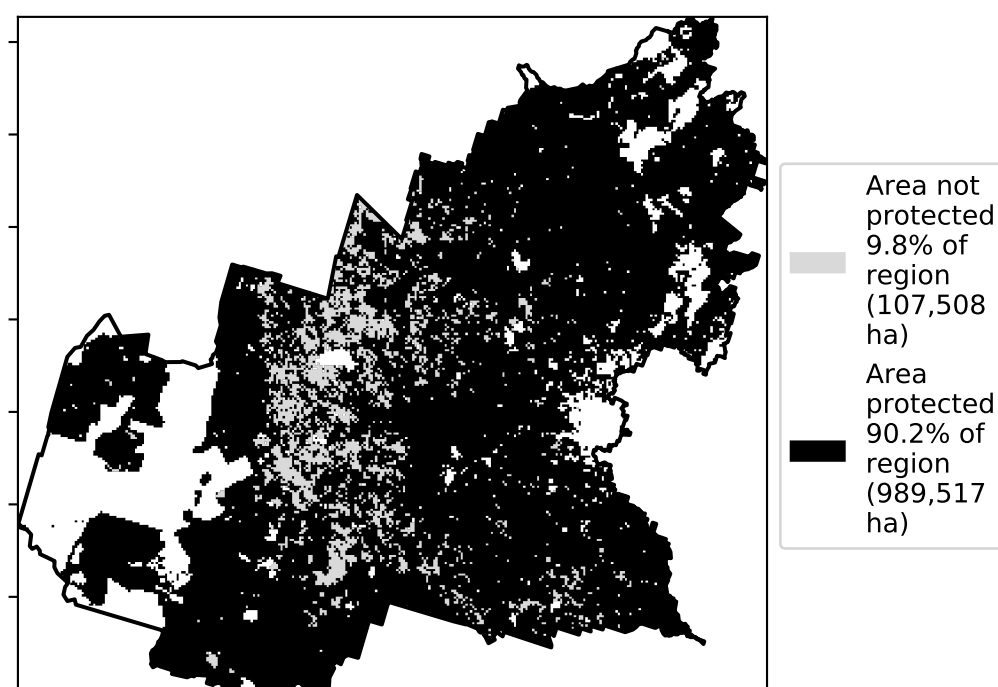 Area not
protected
9.8% of
region
(107,508
ha)
Area
protected
90.2% of
region
(989,517
ha)